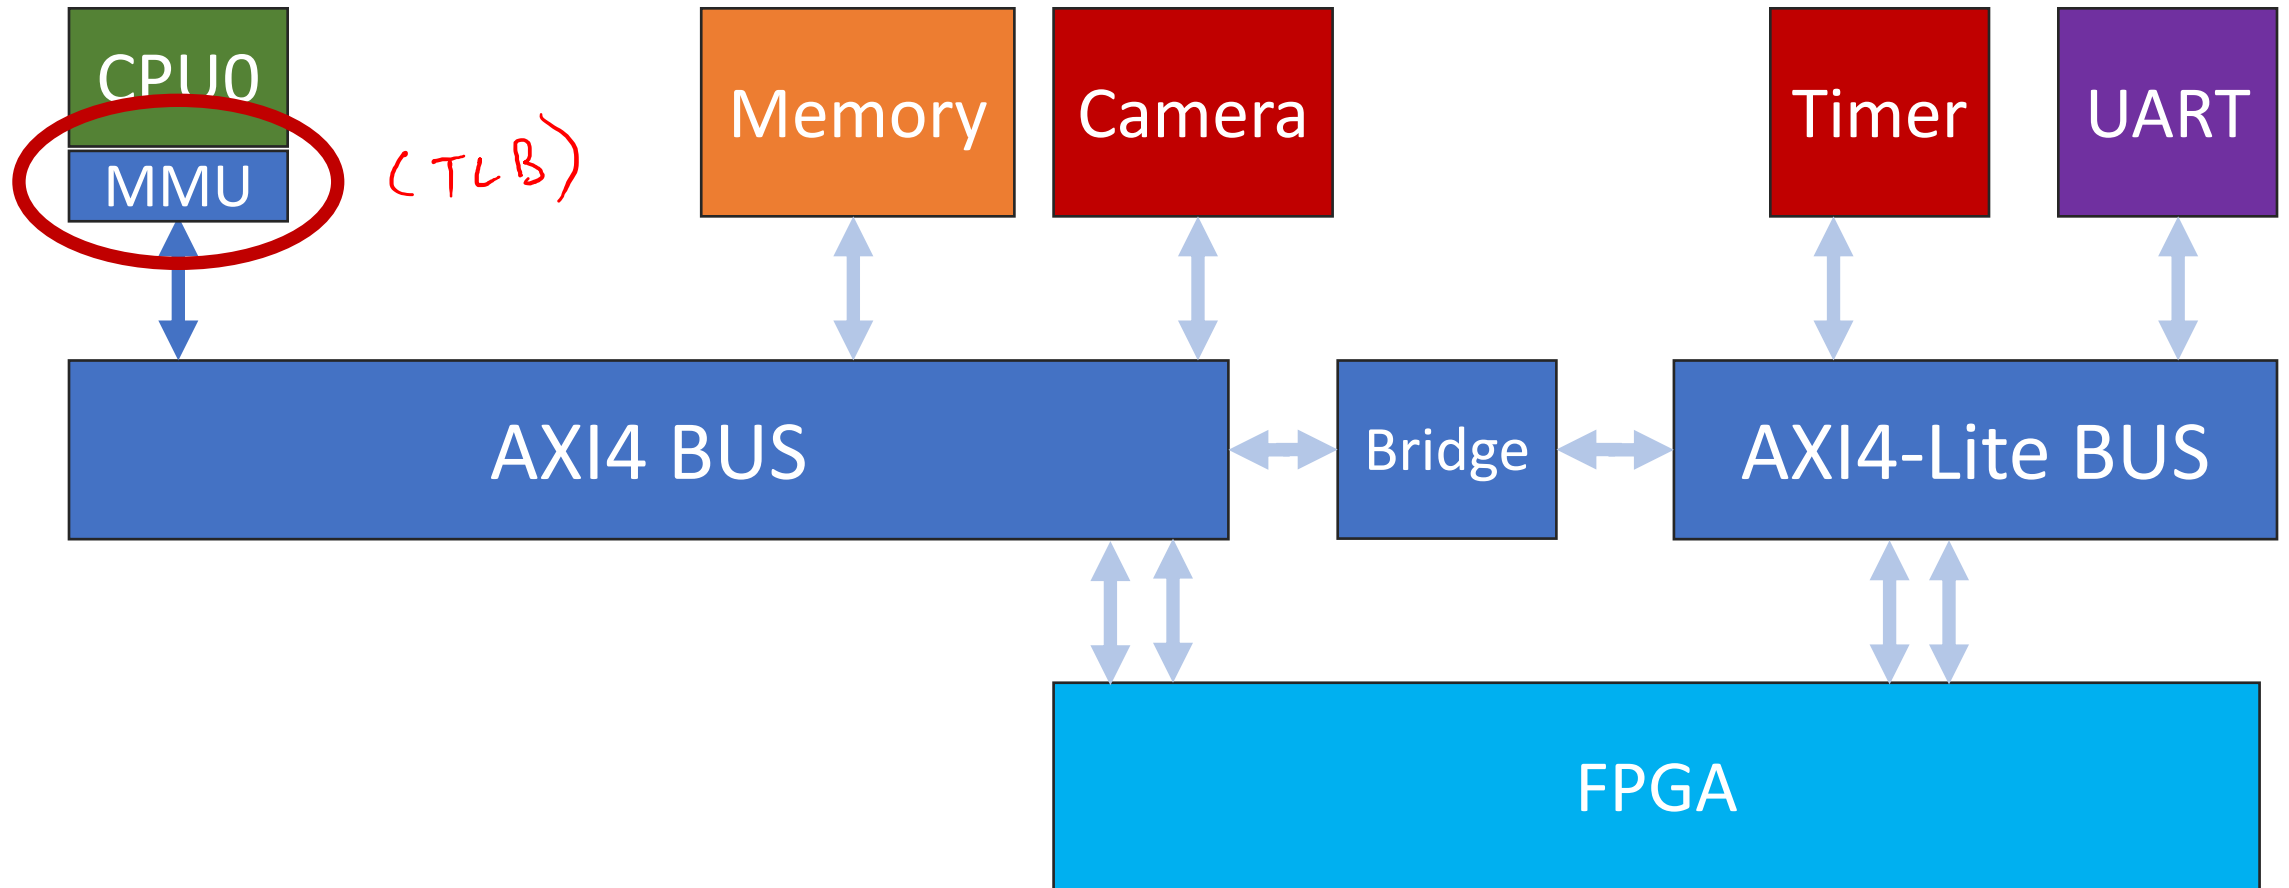 CPU0
MMU
(TLB)
Memory
Camera
Timer
UART
AXI4 BUS
Bridge
AXI4-Lite BUS
FPGA